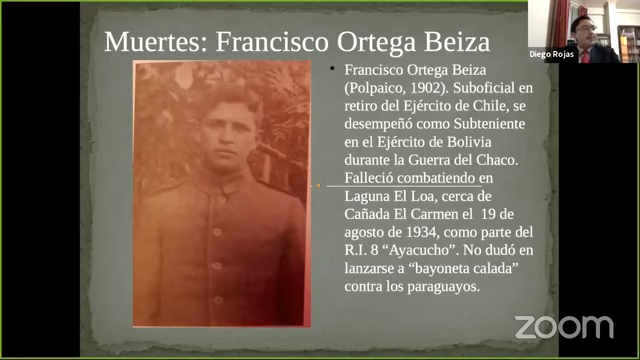 Muertes: Francisco Ortega Beiza
Diego Rojas
• Francisco Ortega Beiza
(Polpaico, 1902). Suboficial en
retiro del Ejército de Chile, se
desempeñó como Subteniente
en el Ejército de Bolivia
durante la Guerra del Chaco.
Falleció combatiendo en
Laguna El Loa, cerca de
Cañada El Carmen el 19 de
agosto de 1934, como parte del
R.I. 8 “Ayacucho”. No dudó en
lanzarse a “bayoneta calada”
contra los paraguayos.
zoom